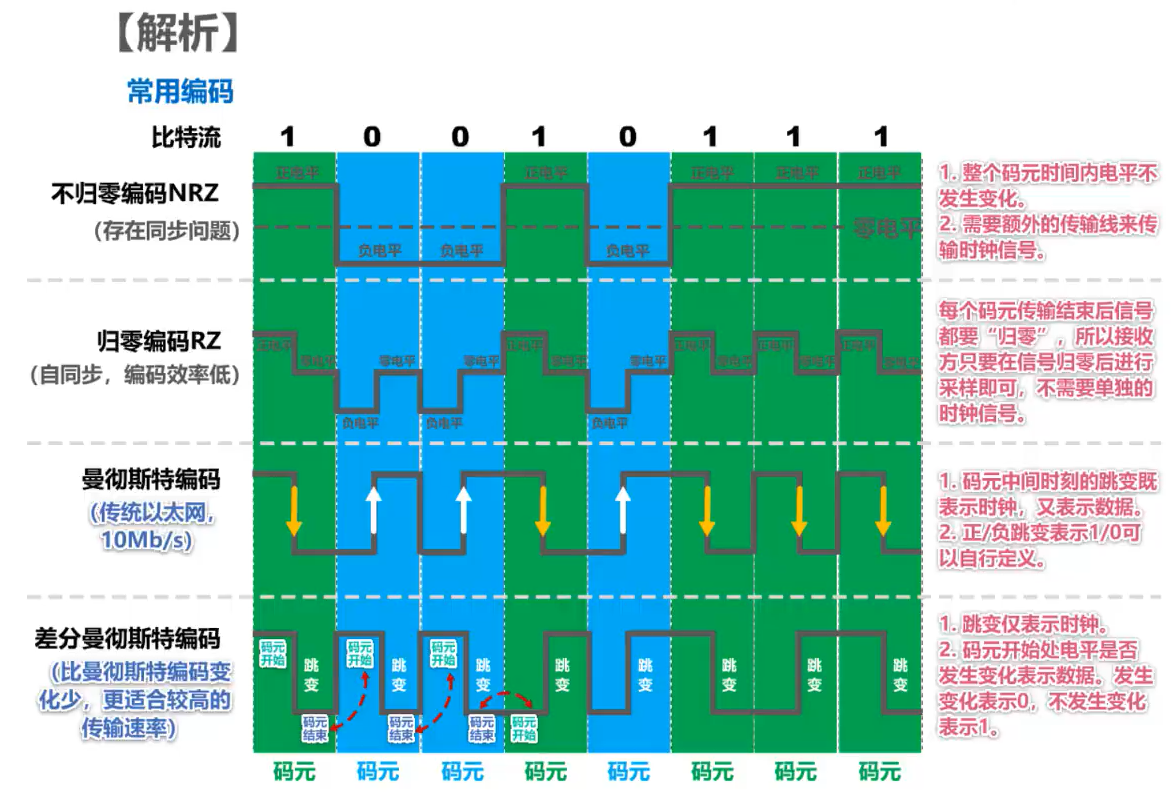 【解析】
常用编码
比特流 1 0 0 1 0 1 1 1
正电平 正电平 正电平 正电平 正电平
不归零编码NRZ
(存在同步问题)
零电平
负电平 负电平 负电平
1. 整个码元时间内电平不
发生变化。
2. 需要额外的传输线来传
输时钟信号。
归零编码RZ
(自同步，编码效率低)
正电平 正电平 正电平 正电平 正电平
零电平 零电平 零电平 零电平 零电平 零电平 零电平
负电平 负电平 负电平
每个码元传输结束后信号
都要“归零”，所以接收
方只要在信号归零后进行
采样即可，不需要单独的
时钟信号。
曼彻斯特编码
(传统以太网，
10Mb/s)
1. 码元中间时刻的跳变既
表示时钟，又表示数据。
2. 正/负跳变表示1/0可
以自行定义。
差分曼彻斯特编码
(比曼彻斯特编码变
化少，更适合较高的
传输速率)
码元
开始
码元
开始
码元
开始
跳
变
跳
变
跳
变
跳
变
跳
变
跳
变
跳
变
跳
变
码元
结束
码元
结束
码元
结束
码元
开始
1. 跳变仅表示时钟。
2. 码元开始处电平是否
发生变化表示数据。发生
变化表示0，不发生变化
表示1。
码元 码元 码元 码元 码元 码元 码元 码元